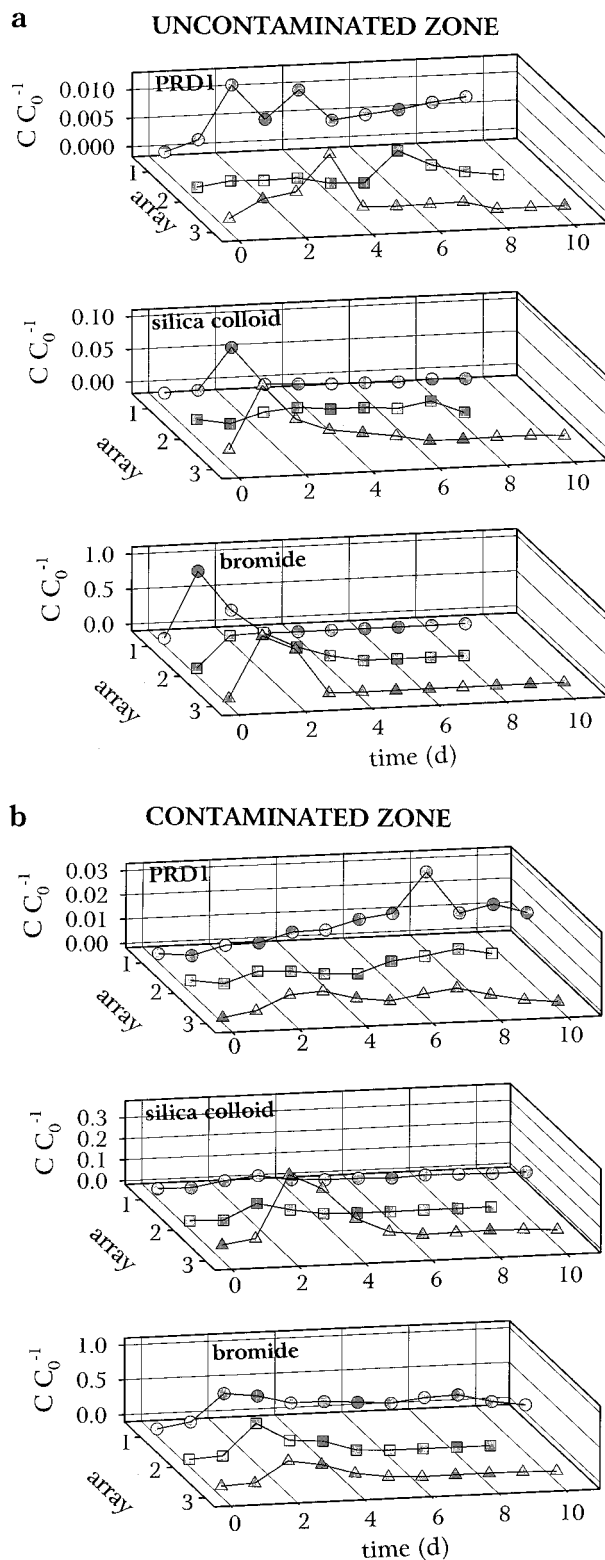 a
UNCONTAMINATED ZONE
PRD1
C C₀⁻¹
0.010
0.005
0.000
1
2
3
array
0 2 4 6 8 10
silica colloid
C C₀⁻¹
0.10
0.05
0.00
1
2
3
array
0 2 4 6 8 10
bromide
C C₀⁻¹
1.0
0.5
0.0
1
2
3
array
0 2 4 6 8 10
time (d)
b
CONTAMINATED ZONE
PRD1
C C₀⁻¹
0.03
0.02
0.01
0.00
1
2
3
array
0 2 4 6 8 10
silica colloid
C C₀⁻¹
0.3
0.2
0.1
0.0
1
2
3
array
0 2 4 6 8 10
bromide
C C₀⁻¹
1.0
0.5
0.0
1
2
3
array
0 2 4 6 8 10
time (d)